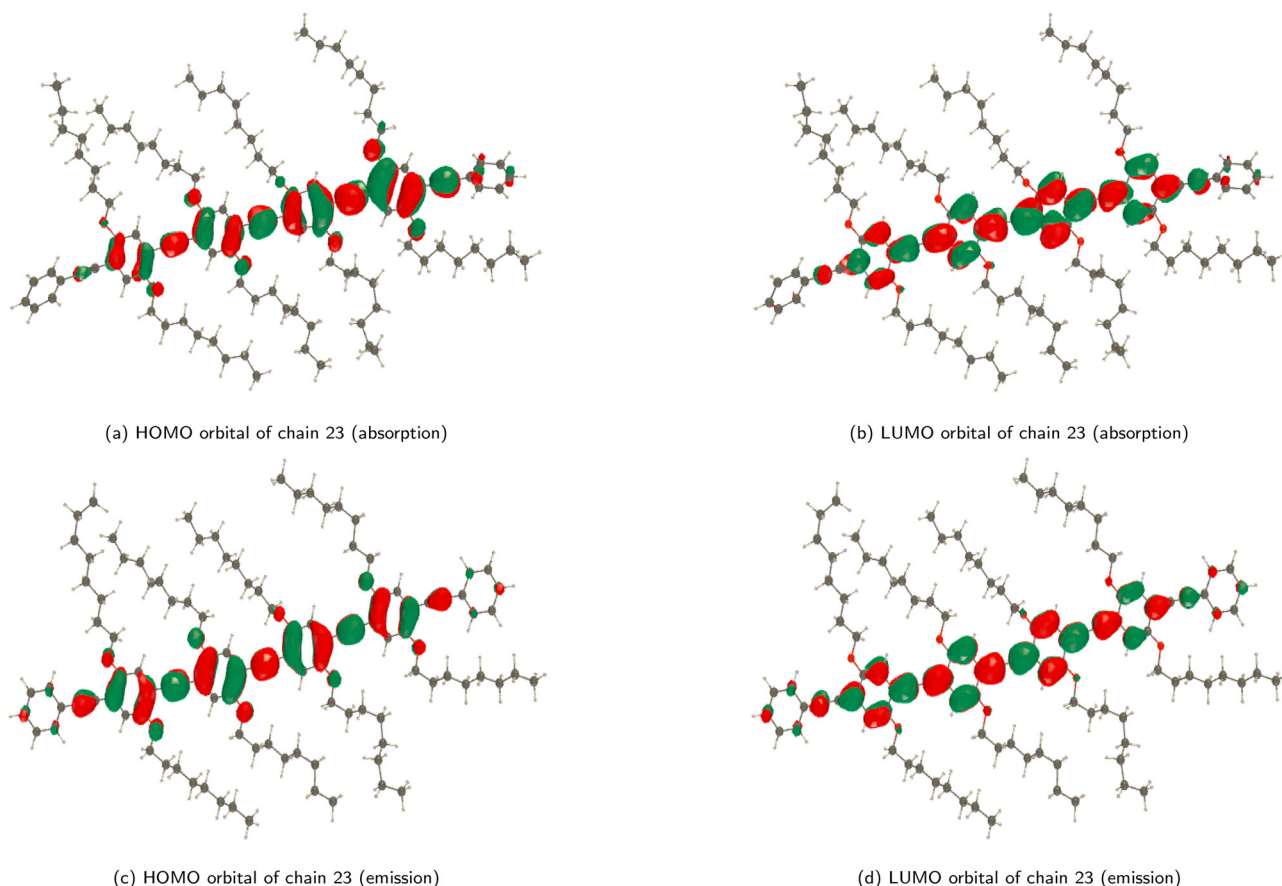 (a) HOMO orbital of chain 23 (absorption)
(b) LUMO orbital of chain 23 (absorption)
(c) HOMO orbital of chain 23 (emission)
(d) LUMO orbital of chain 23 (emission)